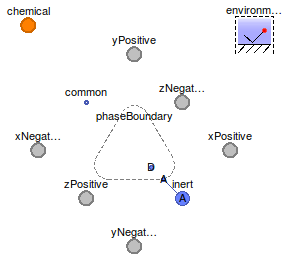 chemical
environm...
yPositive
common
zNegat...
phaseBoundary
xNegat...
xPositive
D
A
inert
zPositive
A
yNegat...